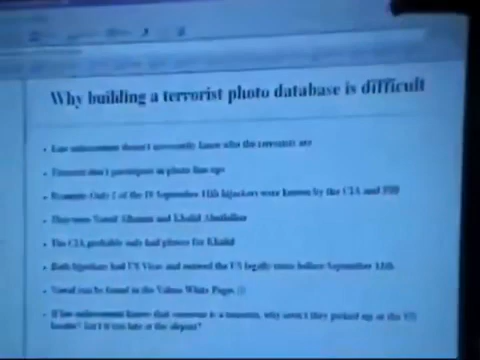 Why building a terrorist photo database is difficult
Law enforcement doesn't necessarily know who the terrorists are
Terrorists don't participate in photo line-ups
Example: Only 2 of the 19 September 11th hijackers were known by the CIA and FBI
They were Nawaf Alhazmi and Khalid Almihdhar
The CIA probably only had photos for Khalid
Both hijackers had US Visas and entered the US legally before September 11th
Nawaf can be found in the Yahoo White Pages
If law enforcement knows that someone is a terrorist, why aren't they picked up at the US
border? Isn't it too late at the airport?